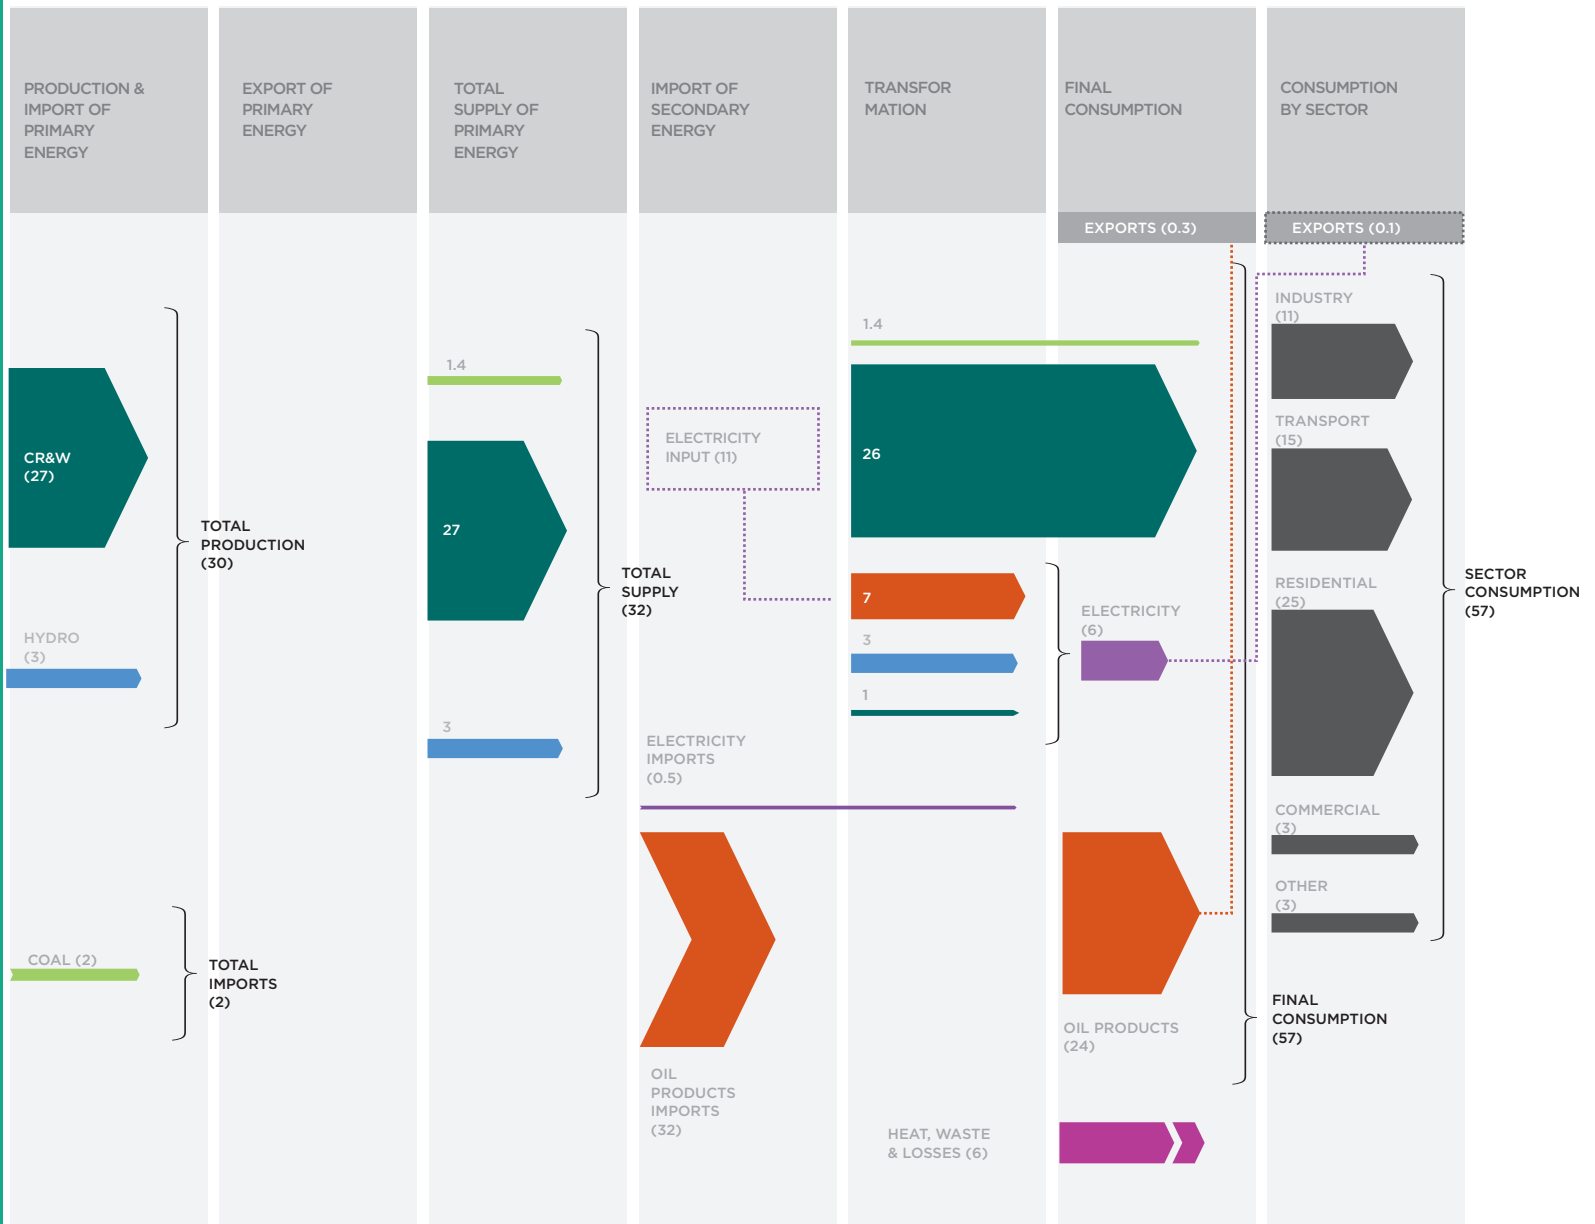 PRODUCTION &
IMPORT OF
PRIMARY
ENERGY
EXPORT OF
PRIMARY
ENERGY
TOTAL
SUPPLY OF
PRIMARY
ENERGY
IMPORT OF
SECONDARY
ENERGY
TRANSFOR
MATION
FINAL
CONSUMPTION
CONSUMPTION
BY SECTOR
EXPORTS (0.3)
EXPORTS (0.1)
CR&W
(27)
HYDRO
(3)
TOTAL
PRODUCTION
(30)
COAL (2)
TOTAL
IMPORTS
(2)
1.4
27
3
TOTAL
SUPPLY
(32)
ELECTRICITY
INPUT (11)
ELECTRICITY
IMPORTS
(0.5)
OIL
PRODUCTS
IMPORTS
(32)
1.4
26
7
3
1
HEAT, WASTE
& LOSSES (6)
ELECTRICITY
(6)
OIL PRODUCTS
(24)
FINAL
CONSUMPTION
(57)
INDUSTRY
(11)
TRANSPORT
(15)
RESIDENTIAL
(25)
COMMERCIAL
(3)
OTHER
(3)
SECTOR
CONSUMPTION
(57)